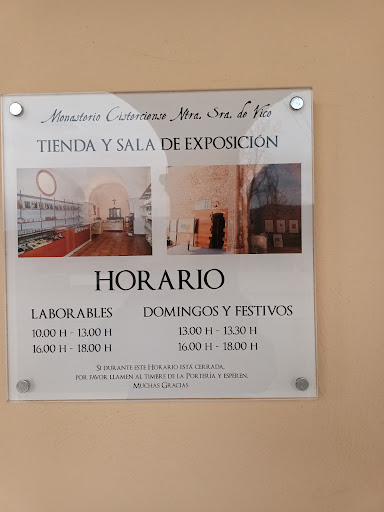 Monasterio Cisterciense Ntra. Sra. de Vico
TIENDA Y SALA DE EXPOSICIÓN
HORARIO
LABORABLES
10.00 H - 13.00 H
16.00 H - 18.00 H
DOMINGOS Y FESTIVOS
13.00 H - 13.30 H
16.00 H - 18.00 H
SI DURANTE ESTE HORARIO ESTÁ CERRADA,
POR FAVOR LLAMEN AL TIMBRE DE LA PORTERÍA Y ESPEREN.
MUCHAS GRACIAS